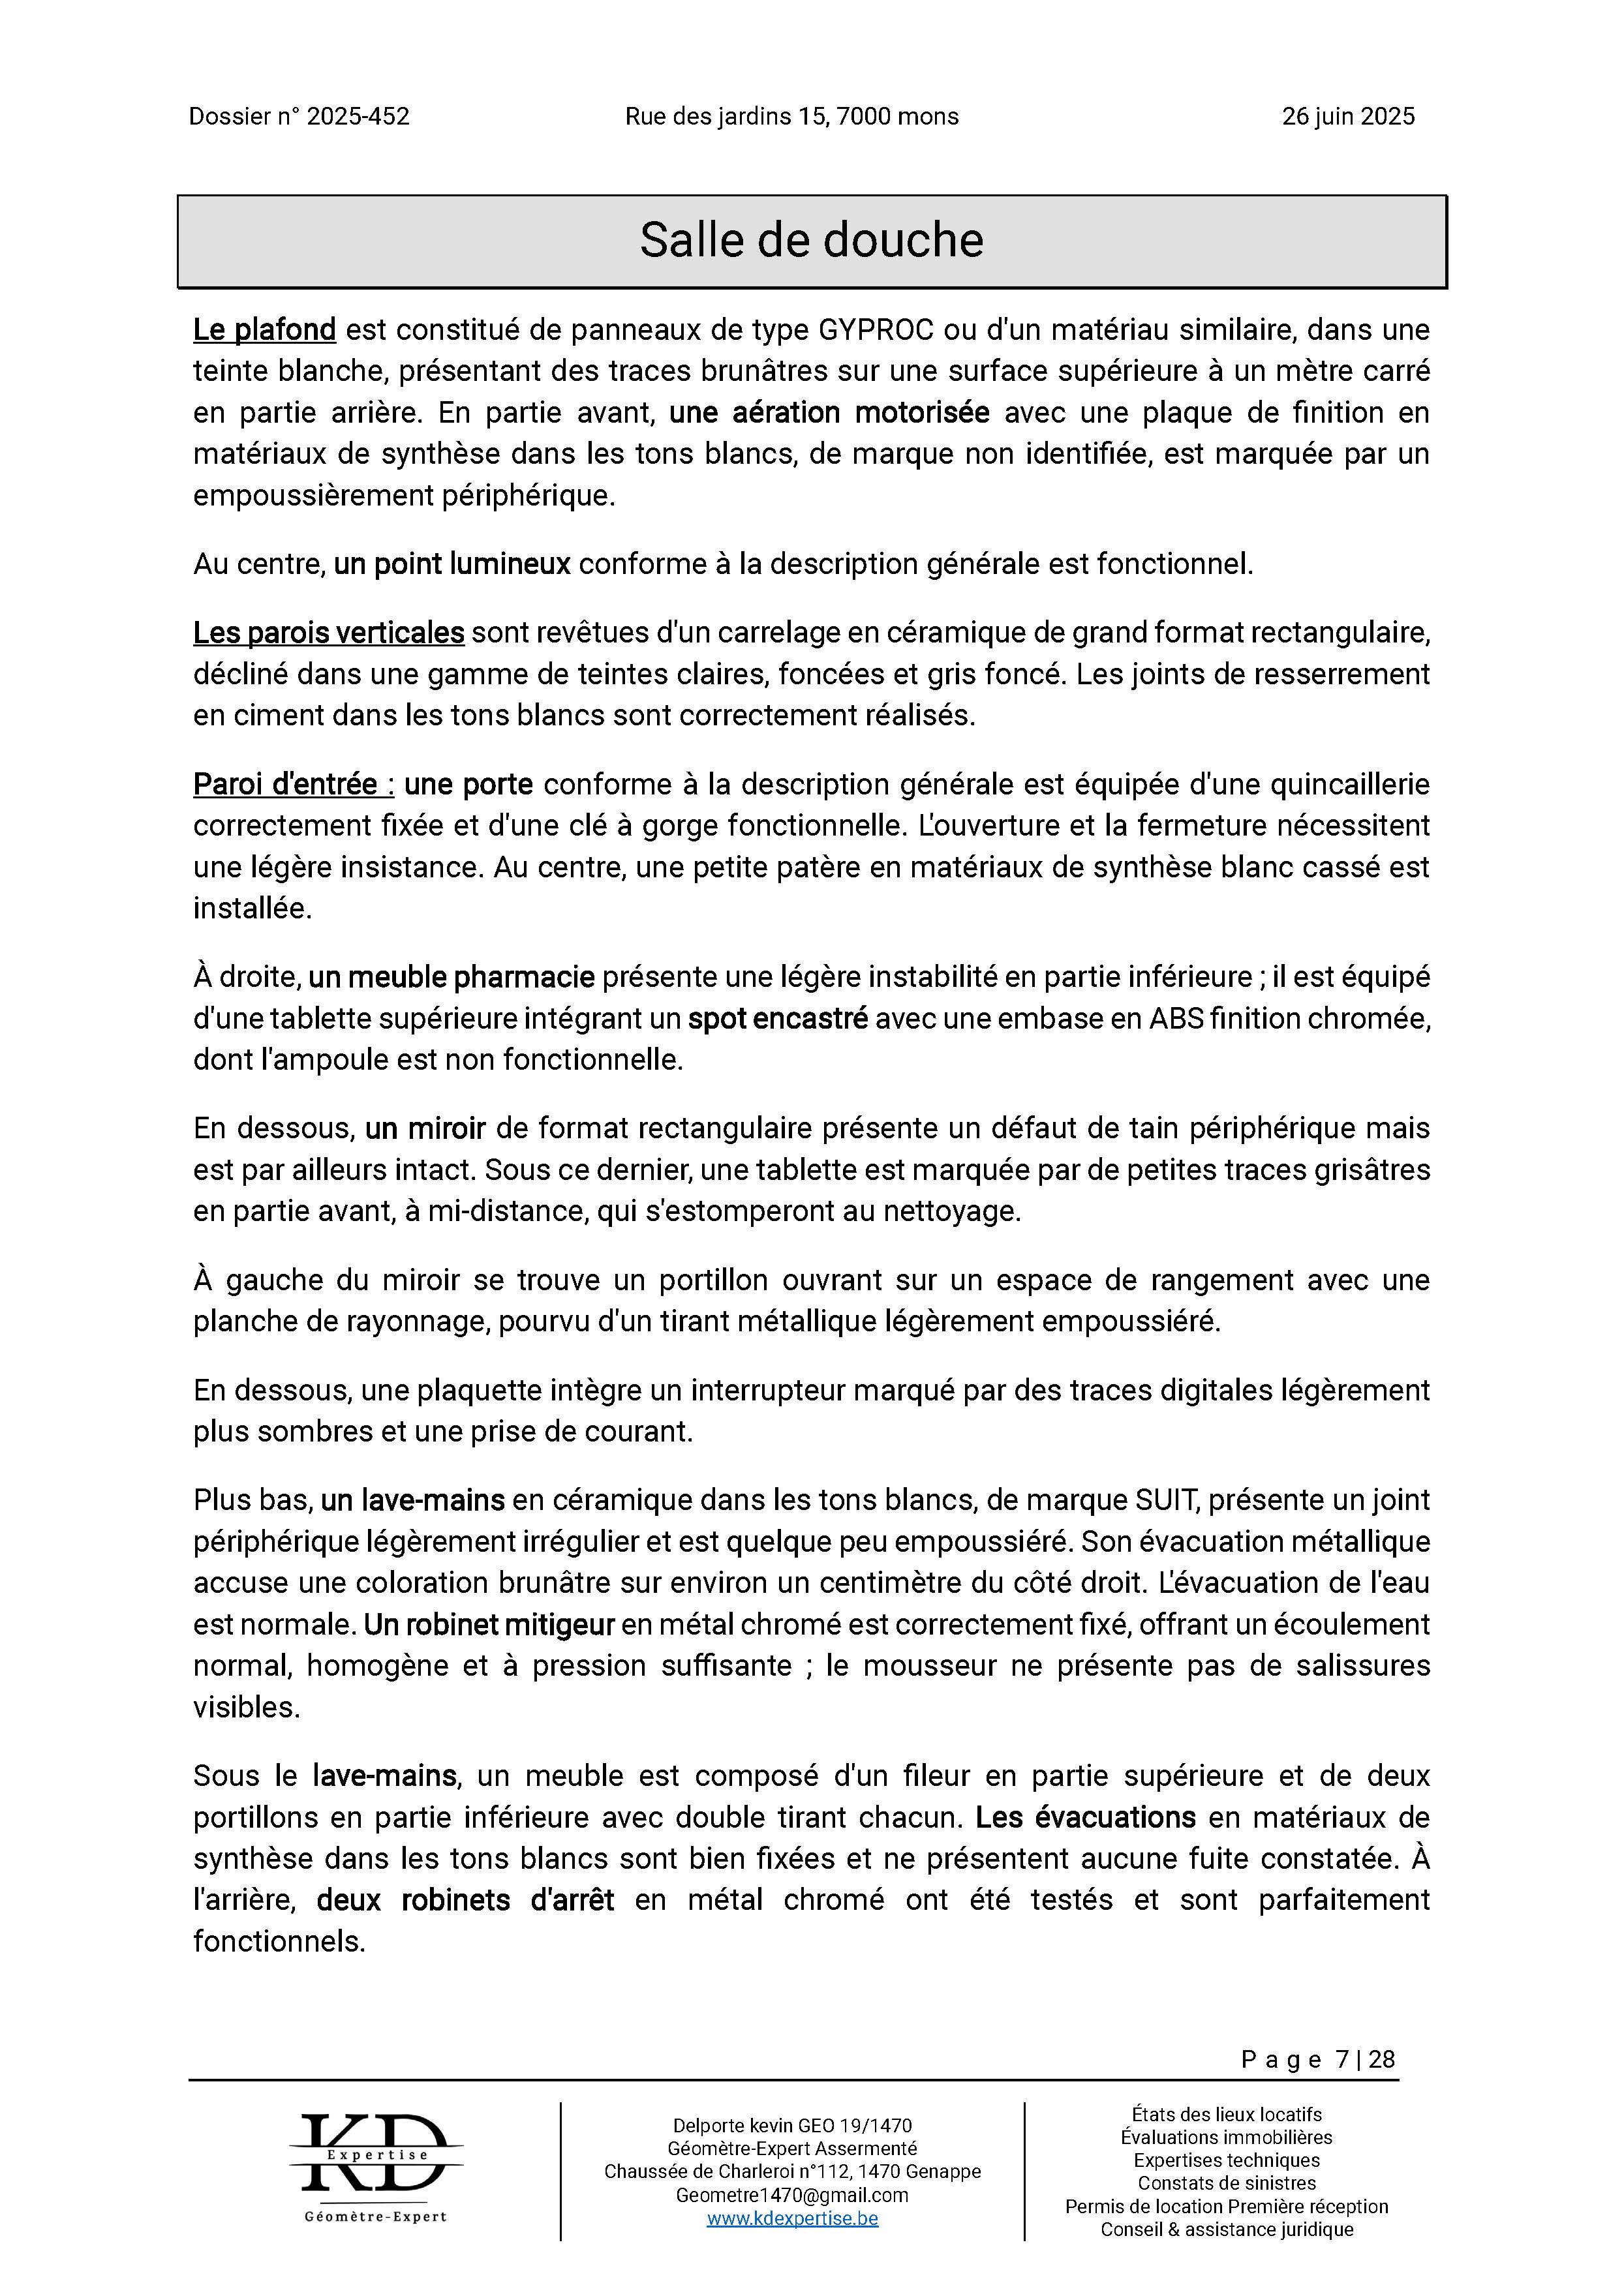 Dossier n° 2025-452 Rue des jardins 15, 7000 mons 26 juin 2025
Salle de douche
Le plafond est constitué de panneaux de type GYPROC ou d'un matériau similaire, dans une
teinte blanche, présentant des traces brunâtres sur une surface supérieure à un mètre carré
en partie arrière. En partie avant, une aération motorisée avec une plaque de finition en
matériaux de synthèse dans les tons blancs, de marque non identifiée, est marquée par un
empoussièrement périphérique.
Au centre, un point lumineux conforme à la description générale est fonctionnel.
Les parois verticales sont revêtues d'un carrelage en céramique de grand format rectangulaire,
décliné dans une gamme de teintes claires, foncées et gris foncé. Les joints de resserrement
en ciment dans les tons blancs sont correctement réalisés.
Paroi d'entrée : une porte conforme à la description générale est équipée d'une quincaillerie
correctement fixée et d'une clé à gorge fonctionnelle. L'ouverture et la fermeture nécessitent
une légère insistance. Au centre, une petite patère en matériaux de synthèse blanc cassé est
installée.
À droite, un meuble pharmacie présente une légère instabilité en partie inférieure ; il est équipé
d'une tablette supérieure intégrant un spot encastré avec une embase en ABS finition chromée,
dont l'ampoule est non fonctionnelle.
En dessous, un miroir de format rectangulaire présente un défaut de tain périphérique mais
est par ailleurs intact. Sous ce dernier, une tablette est marquée par de petites traces grisâtres
en partie avant, à mi-distance, qui s'estomperont au nettoyage.
À gauche du miroir se trouve un portillon ouvrant sur un espace de rangement avec une
planche de rayonnage, pourvu d'un tirant métallique légèrement empoussiéré.
En dessous, une plaquette intègre un interrupteur marqué par des traces digitales légèrement
plus sombres et une prise de courant.
Plus bas, un lave-mains en céramique dans les tons blancs, de marque SUIT, présente un joint
périphérique légèrement irrégulier et est quelque peu empoussiéré. Son évacuation métallique
accuse une coloration brunâtre sur environ un centimètre du côté droit. L'évacuation de l'eau
est normale. Un robinet mitigeur en métal chromé est correctement fixé, offrant un écoulement
normal, homogène et à pression suffisante ; le mousseur ne présente pas de salissures
visibles.
Sous le lave-mains, un meuble est composé d'un fileur en partie supérieure et de deux
portillons en partie inférieure avec double tirant chacun. Les évacuations en matériaux de
synthèse dans les tons blancs sont bien fixées et ne présentent aucune fuite constatée. À
l'arrière, deux robinets d'arrêt en métal chromé ont été testés et sont parfaitement
fonctionnels.
Page 7 | 28
KD
Expertise
Géomètre-Expert
Delporte kevin GEO 19/1470
Géomètre-Expert Assermenté
Chaussée de Charleroi n°112, 1470 Genappe
Geometre1470@gmail.com
www.kdexpertise.be
États des lieux locatifs
Évaluations immobilières
Expertises techniques
Constats de sinistres
Permis de location Première réception
Conseil & assistance juridique